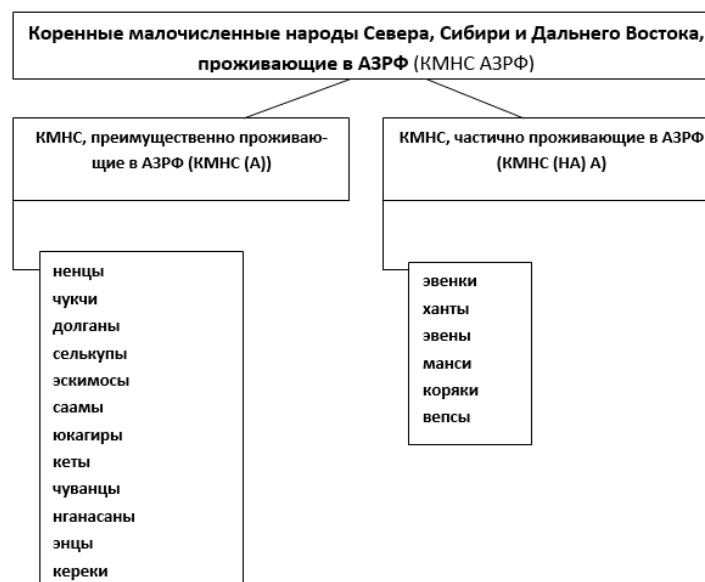 Коренные малочисленные народы Севера, Сибири и Дальнего Востока,
проживающие в АЗРФ (КМНС АЗРФ)
КМНС, преимущественно проживаю-
щие в АЗРФ (КМНС (А))
ненцы
чукчи
долганы
селькупы
эскимосы
саамы
юкагиры
кеты
чуванцы
нганасаны
энцы
кереки
КМНС, частично проживающие в АЗРФ
(КМНС (НА) А)
эвенки
ханты
эвены
манси
коряки
вепсы